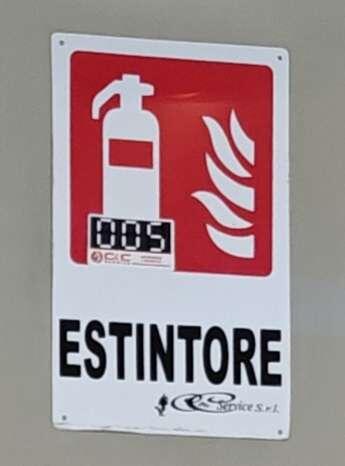 005
C&C
ESTINTORE
Service S.r.l.